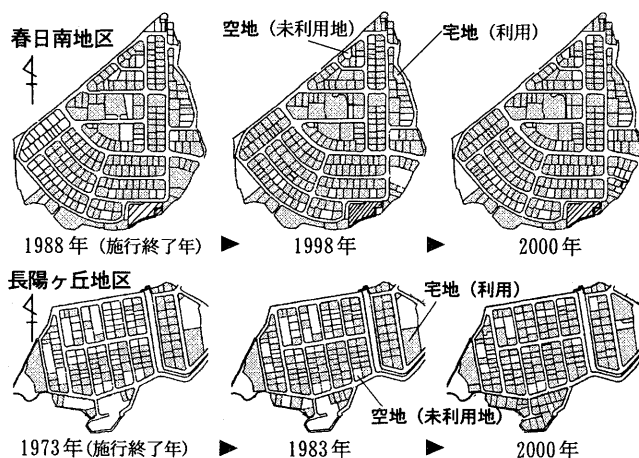 春日南地区
空地(未利用地)
宅地(利用)
1988年(施行終了年) ▶ 1998年 ▶ 2000年
長陽ヶ丘地区
宅地(利用)
空地(未利用地)
1973年(施行終了年) ▶ 1983年 ▶ 2000年